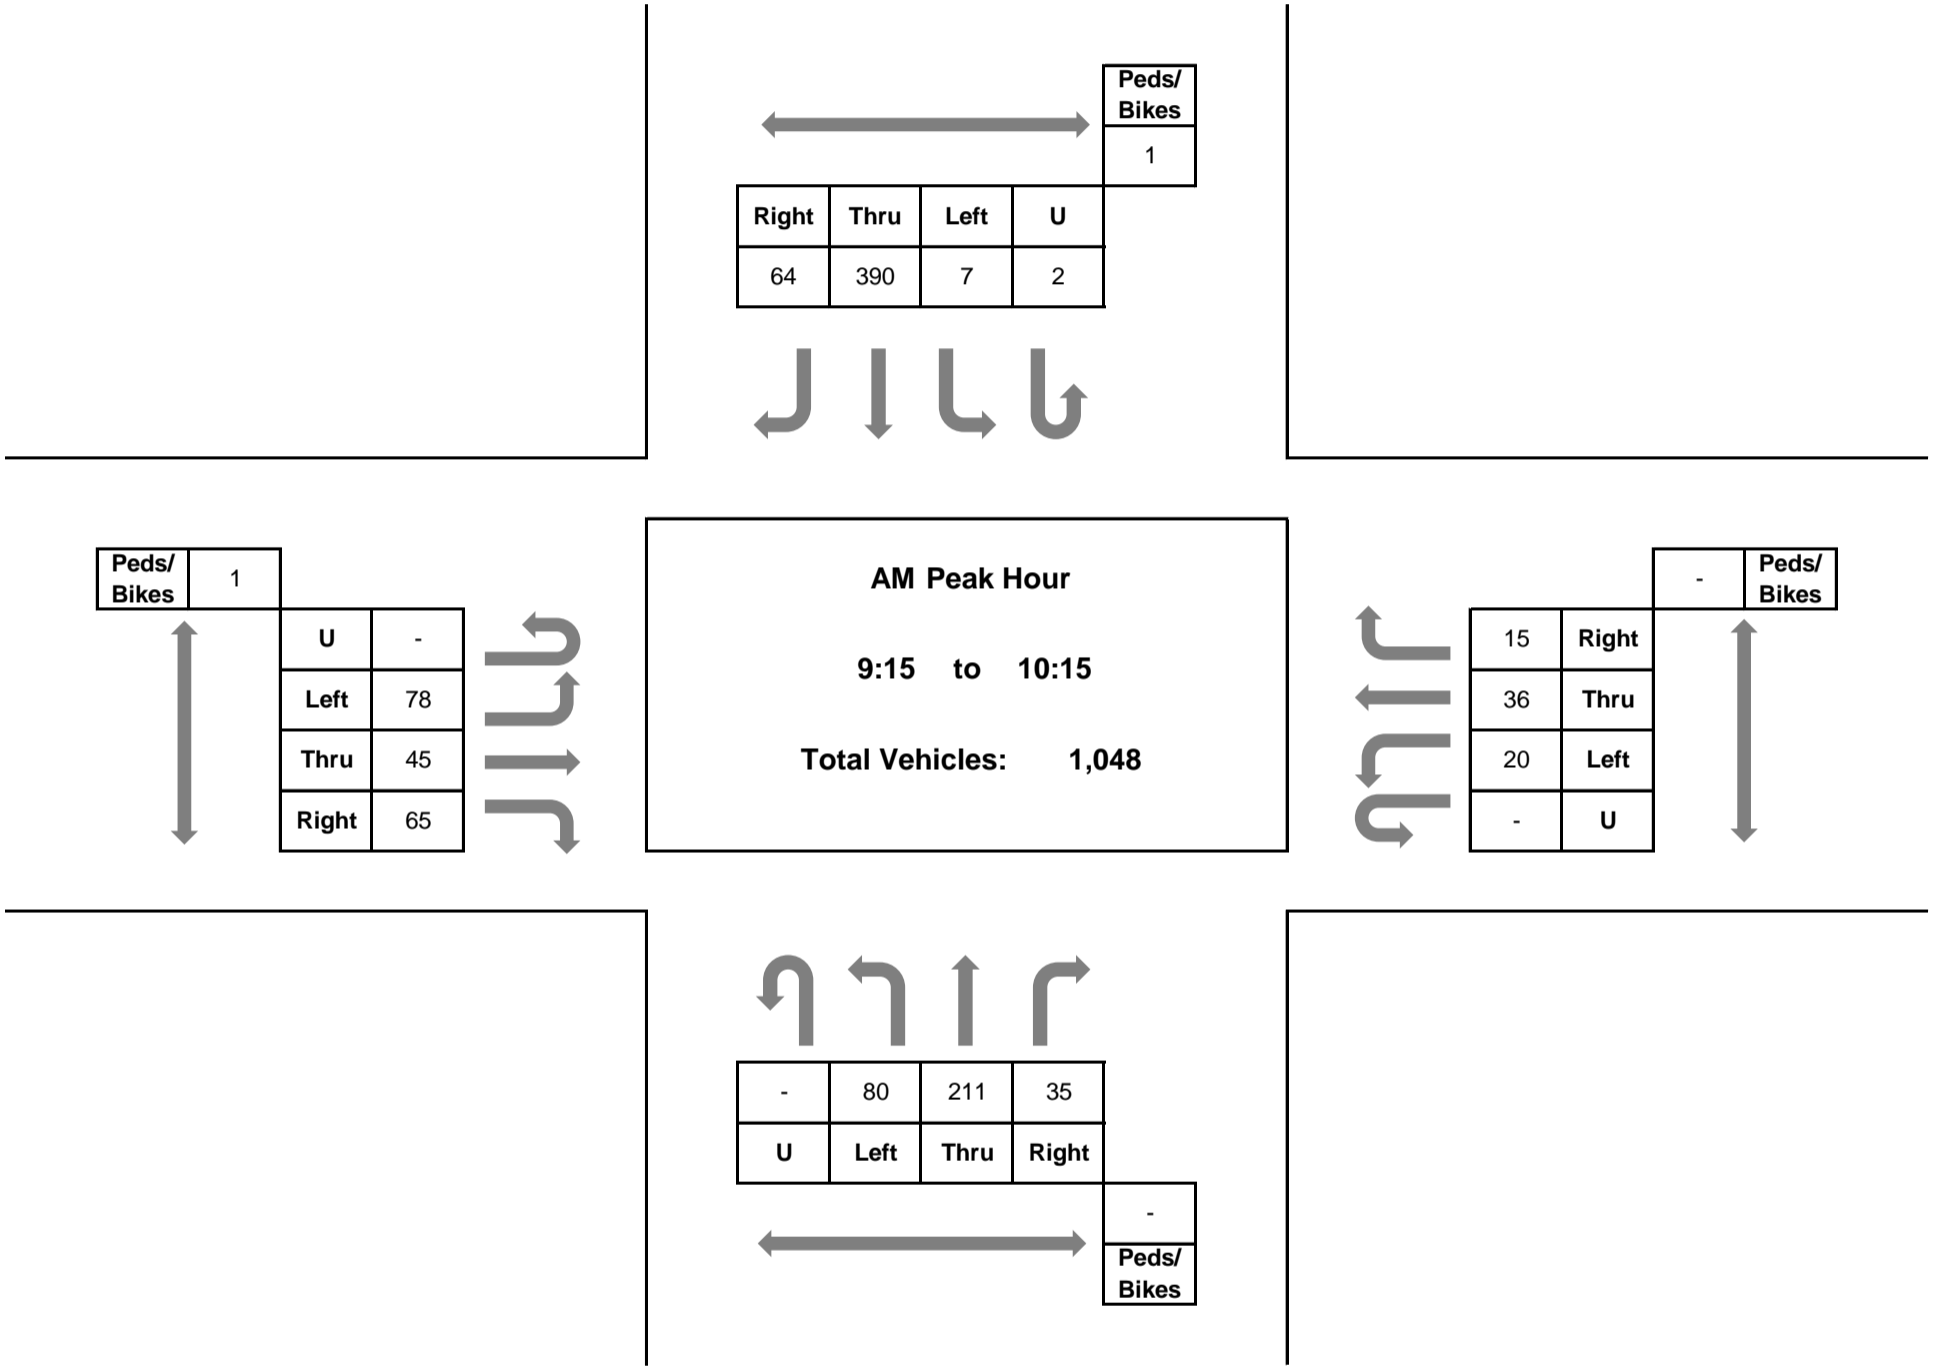 Peds/
Bikes
1
Right Thru Left U
64 390 7 2
Peds/
Bikes
1
U -
Left 78
Thru 45
Right 65
AM Peak Hour
9:15 to 10:15
Total Vehicles: 1,048
-
Peds/
Bikes
15 Right
36 Thru
20 Left
- U
- 80 211 35
U Left Thru Right
-
Peds/
Bikes